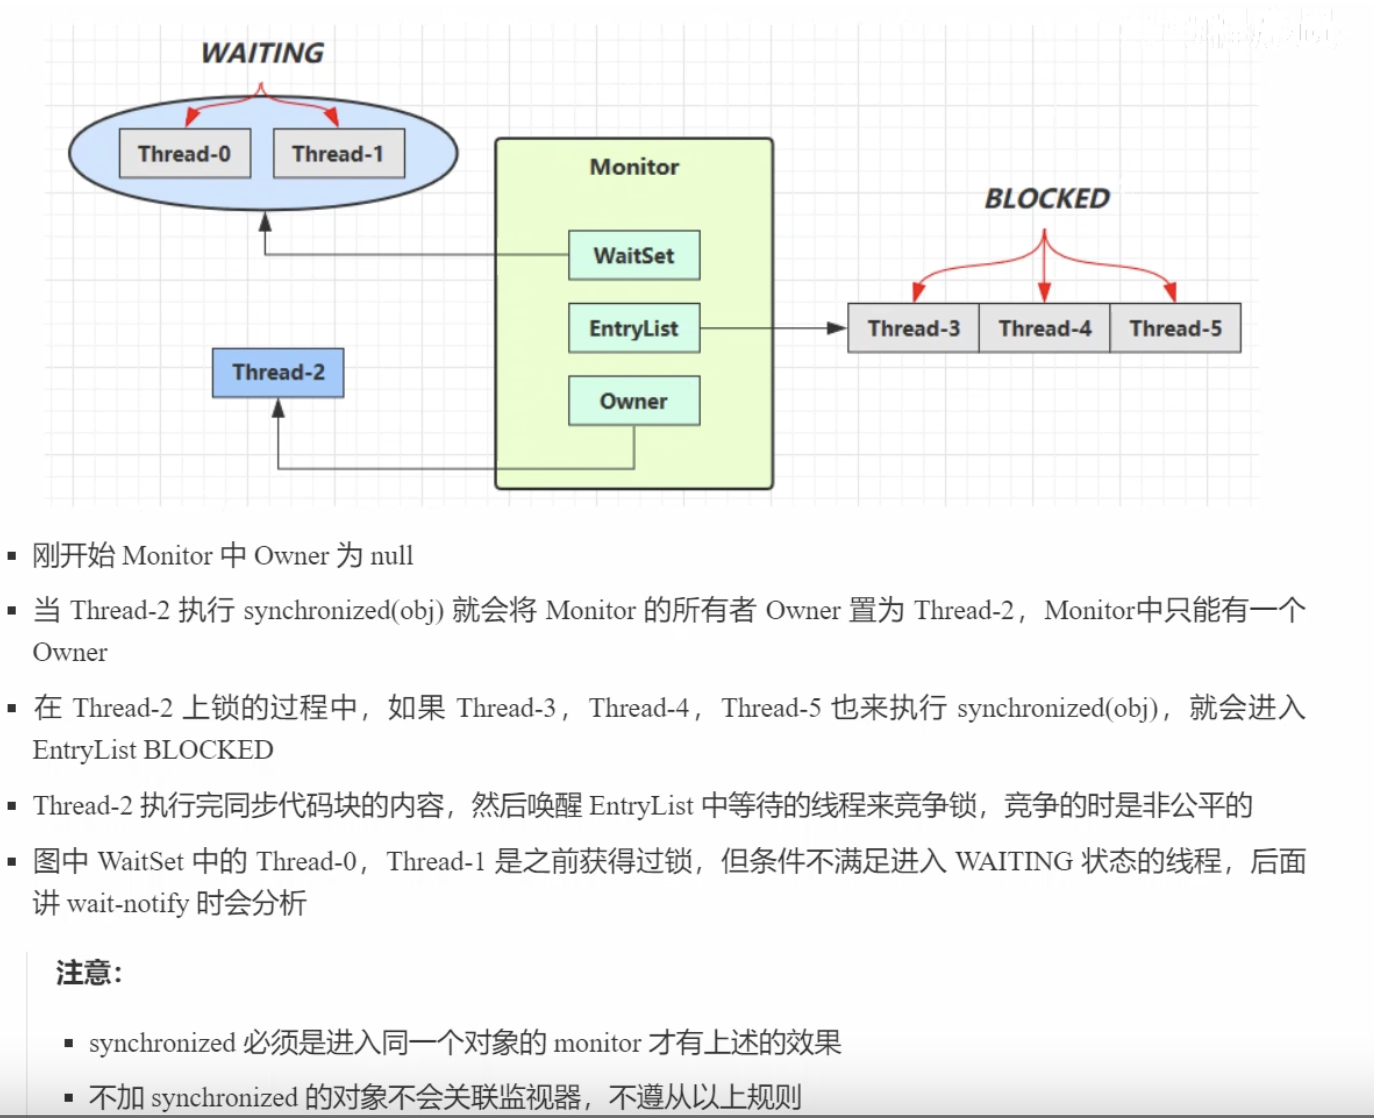 WAITING
Thread-0
Thread-1
Monitor
BLOCKED
WaitSet
EntryList
Thread-3
Thread-4
Thread-5
Thread-2
Owner
刚开始 Monitor 中 Owner 为 null
当 Thread-2 执行 synchronized(obj) 就会将 Monitor 的所有者 Owner 置为 Thread-2，Monitor中只能有一个
Owner
在 Thread-2 上锁的过程中，如果 Thread-3，Thread-4，Thread-5 也来执行 synchronized(obj)，就会进入
EntryList BLOCKED
Thread-2 执行完同步代码块的内容，然后唤醒 EntryList 中等待的线程来竞争锁，竞争的时是非公平的
图中 WaitSet 中的 Thread-0，Thread-1 是之前获得过锁，但条件不满足进入 WAITING 状态的线程，后面
讲 wait-notify 时会分析
注意：
synchronized 必须是进入同一个对象的 monitor 才有上述的效果
不加 synchronized 的对象不会关联监视器，不遵从以上规则